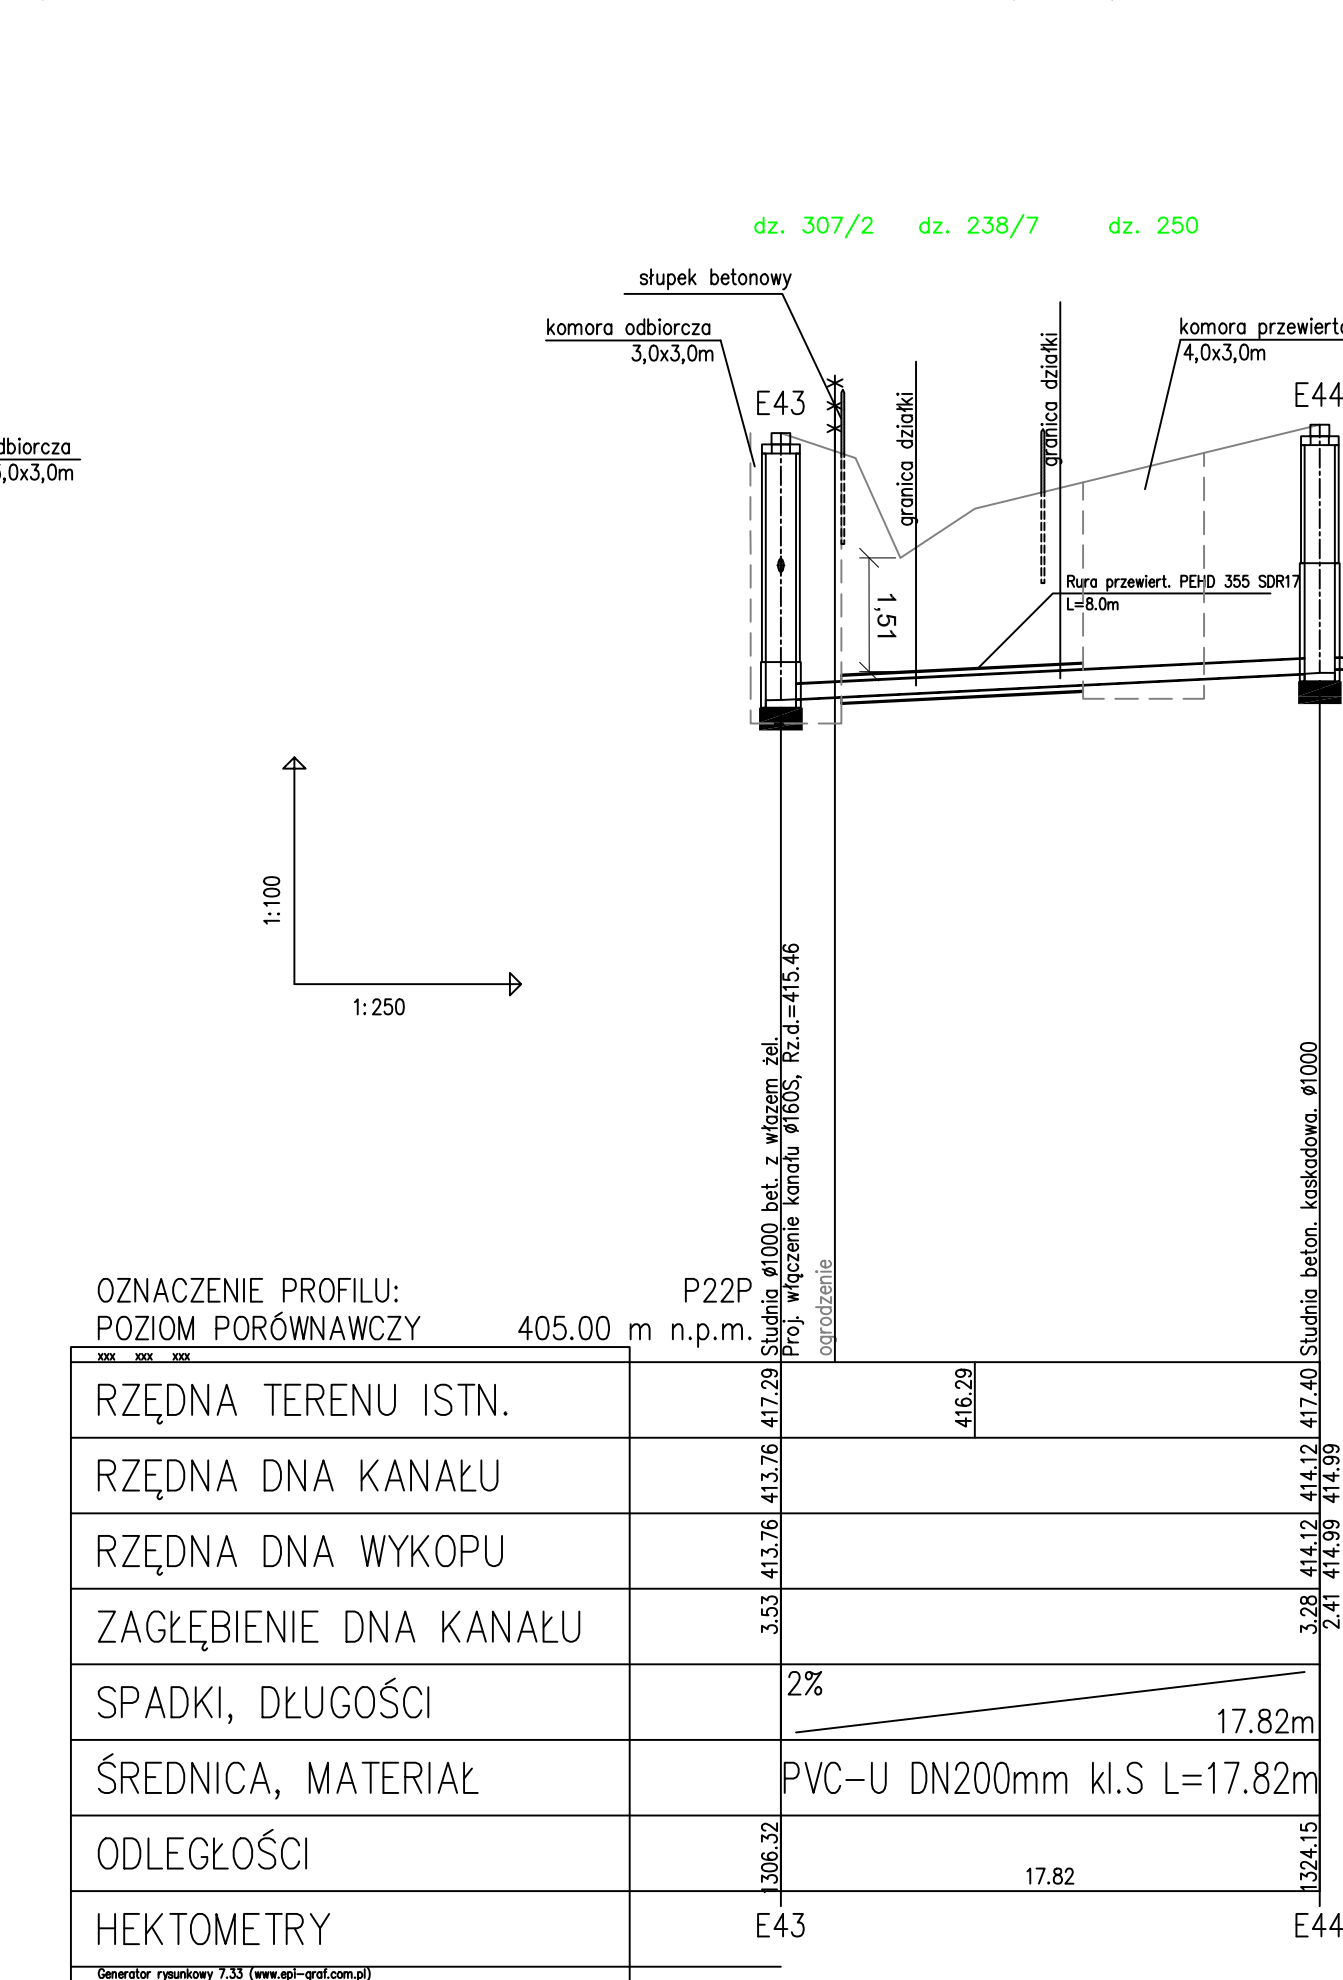 dz. 307/2 dz. 238/7 dz. 250
słupek betonowy
komora odbiorcza
3,0x3,0m
komora przewierto
4,0x3,0m
E43
E44
granica działki
granica działki
dbiorcza
5,0x3,0m
Rura przewiert. PEHD 355 SDR17
L=8.0m
1,51
1:100
1:250
Studnia ø1000 bet. z włazem żel.
Proj. włączenie kanału ø160S, Rz.d.=415.46
ogrodzenie
Studnia beton. kaskadowa. ø1000
OZNACZENIE PROFILU: P22P
POZIOM PORÓWNAWCZY 405.00 m n.p.m.
xxx xxx xxx
RZĘDNA TERENU ISTN. 417.29 416.29 417.40
RZĘDNA DNA KANAŁU 413.76 414.12 414.99
RZĘDNA DNA WYKOPU 413.76 414.12 414.99
ZAGŁĘBIENIE DNA KANAŁU 3.53 3.28 2.41
SPADKI, DŁUGOŚCI 2% 17.82m
ŚREDNICA, MATERIAŁ PVC-U DN200mm kl.S L=17.82m
ODLEGŁOŚCI 1306.32 17.82 1324.15
HEKTOMETRY E43 E44
Generator rysunkowy 7.33 (www.epi-graf.com.pl)